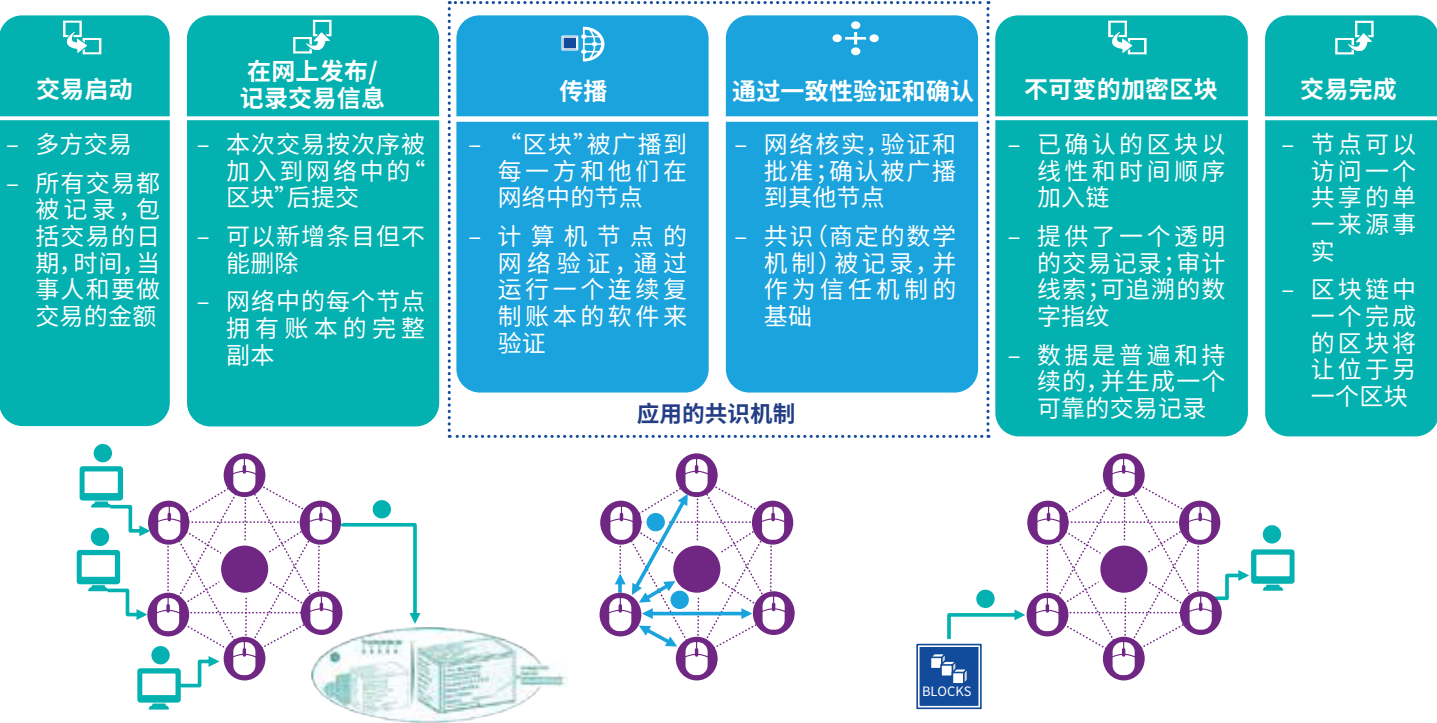 交易启动
– 多方交易
– 所有交易都
被记录,包
括交易的日
期,时间,当
事人和要做
交易的金额
在网上发布/
记录交易信息
– 本次交易按次序被
加入到网络中的“
区块”后提交
– 可以新增条目但不
能删除
– 网络中的每个节点
拥有账本的完整
副本
传播
– “区块”被广播到
每一方和他们在
网络中的节点
– 计算机节点的
网络验证,通过
运行一个连续复
制账本的软件来
验证
通过一致性验证和确认
– 网络核实,验证和
批准;确认被广播
到其他节点
– 共识(商定的数学
机制)被记录,并
作为信任机制的
基础
应用的共识机制
不可变的加密区块
– 已确认的区块以
线性和时间顺序
加入链
– 提供了一个透明
的交易记录;审计
线索;可追溯的数
字指纹
– 数据是普遍和持
续的,并生成一个
可靠的交易记录
交易完成
– 节点可以
访问一个
共享的单
一来源事
实
– 区块链中
一个完成
的区块将
让位于另
一个区块
BLOCKS